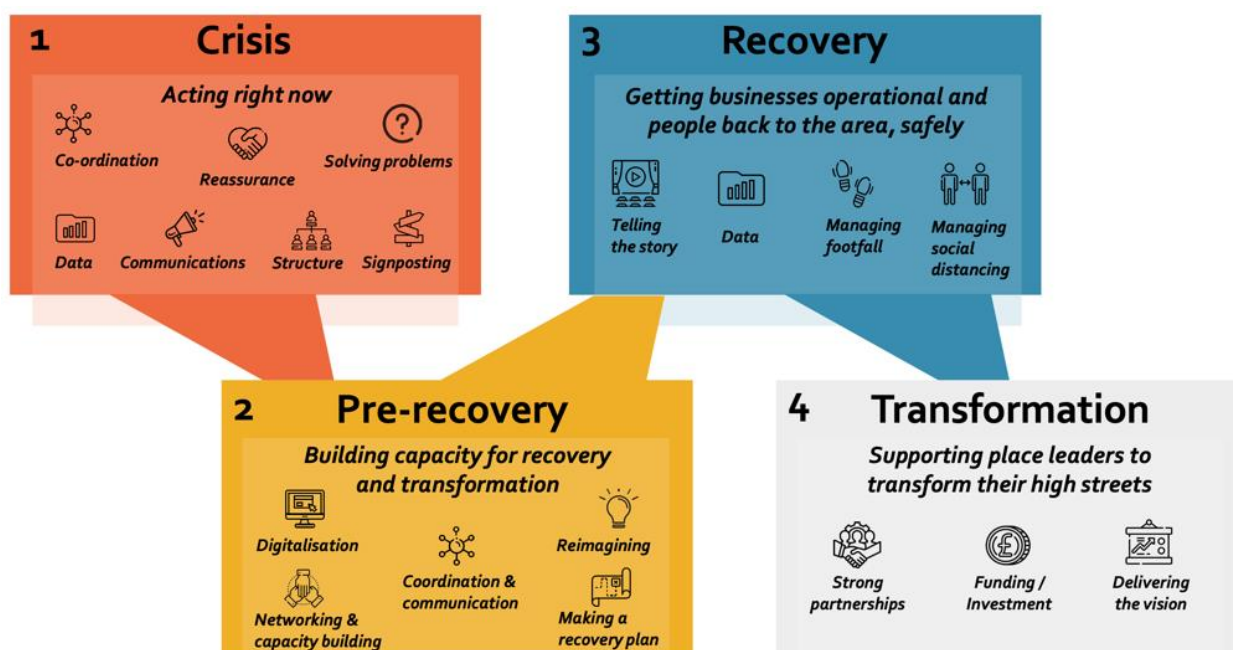 1 Crisis
Acting right now
Co-ordination
Reassurance
Solving problems
Data
Communications
Structure
Signposting
2 Pre-recovery
Building capacity for recovery
and transformation
Digitalisation
Coordination &
communication
Reimagining
Networking &
capacity building
Making a
recovery plan
3 Recovery
Getting businesses operational and
people back to the area, safely
Telling
the story
Data
Managing
footfall
Managing
social
distancing
4 Transformation
Supporting place leaders to
transform their high streets
Strong
partnerships
£
Funding /
Investment
Delivering
the vision